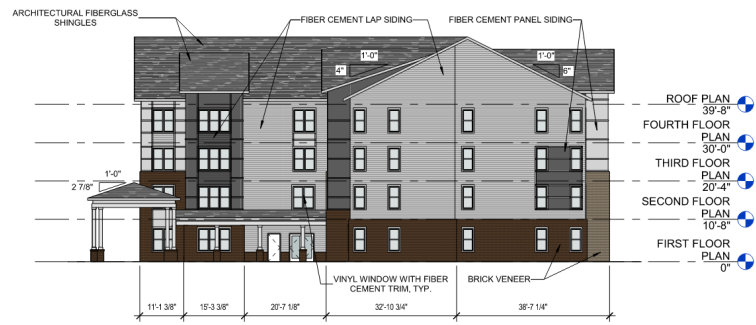 ARCHITECTURAL FIBERGLASS
SHINGLES
FIBER CEMENT LAP SIDING
FIBER CEMENT PANEL SIDING
1'-0"
4"
1'-0"
6"
ROOF PLAN
39'-8"
FOURTH FLOOR
PLAN
30'-0"
THIRD FLOOR
PLAN
20'-4"
1'-0"
2 7/8"
SECOND FLOOR
PLAN
10'-8"
FIRST FLOOR
PLAN
0"
VINYL WINDOW WITH FIBER
CEMENT TRIM, TYP.
BRICK VENEER
11'-1 3/8"
15'-3 3/8"
20'-7 1/8"
32'-10 3/4"
38'-7 1/4"